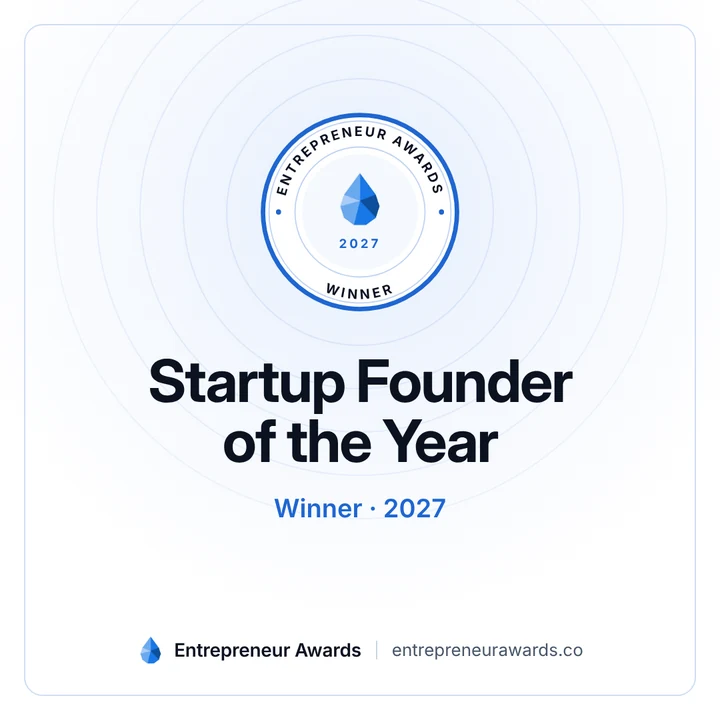 ENTREPRENEUR AWARDS
2027
WINNER
Startup Founder
of the Year
Winner · 2027
Entrepreneur Awards | entrepreneurawards.co